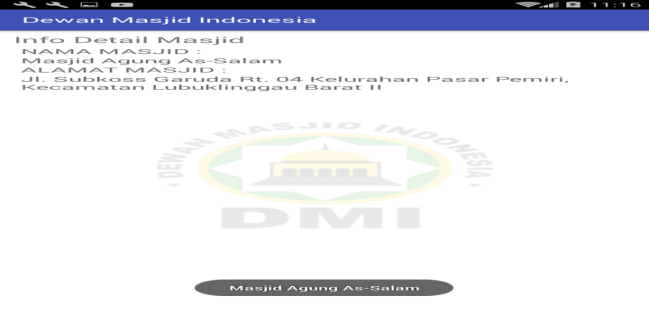 11:16
Dewan Masjid Indonesia
Info Detail Masjid
NAMA MASJID :
Masjid Agung As-Salam
ALAMAT MASJID :
Jl. Subkoss Garuda Rt. 04 Kelurahan Pasar Pemiri,
Kecamatan Lubuklinggau Barat II
DEWAN MASJID INDONESIA
DMI
Masjid Agung As-Salam